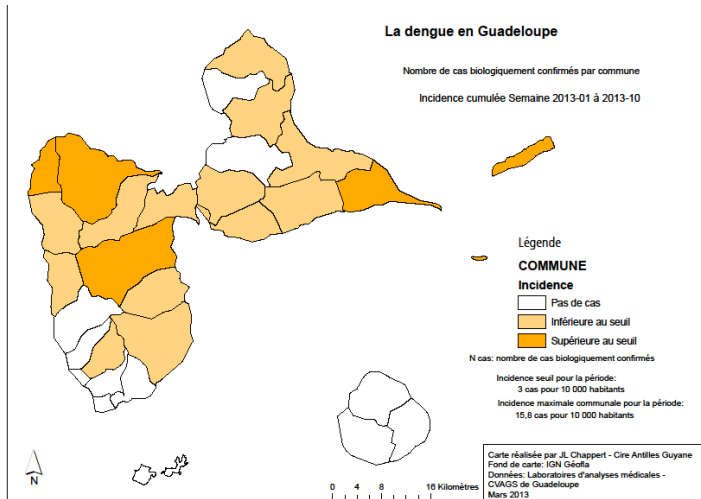 La dengue en Guadeloupe
Nombre de cas biologiquement confirmés par commune
Incidence cumulée Semaine 2013-01 à 2013-10
Légende
COMMUNE
Incidence
Pas de cas
Inférieure au seuil
Supérieure au seuil
N cas: nombre de cas biologiquement confirmés
Incidence seuil pour la période:
3 cas pour 10 000 habitants
Incidence maximale communale pour la période:
15,8 cas pour 10 000 habitants
Carte réalisée par JL Chappert - Cire Antilles Guyane
Fond de carte: IGN Géofla
Données: Laboratoires d'analyses médicales -
CVAGS de Guadeloupe
Mars 2013
N
0 4 8 16 Kilomètres